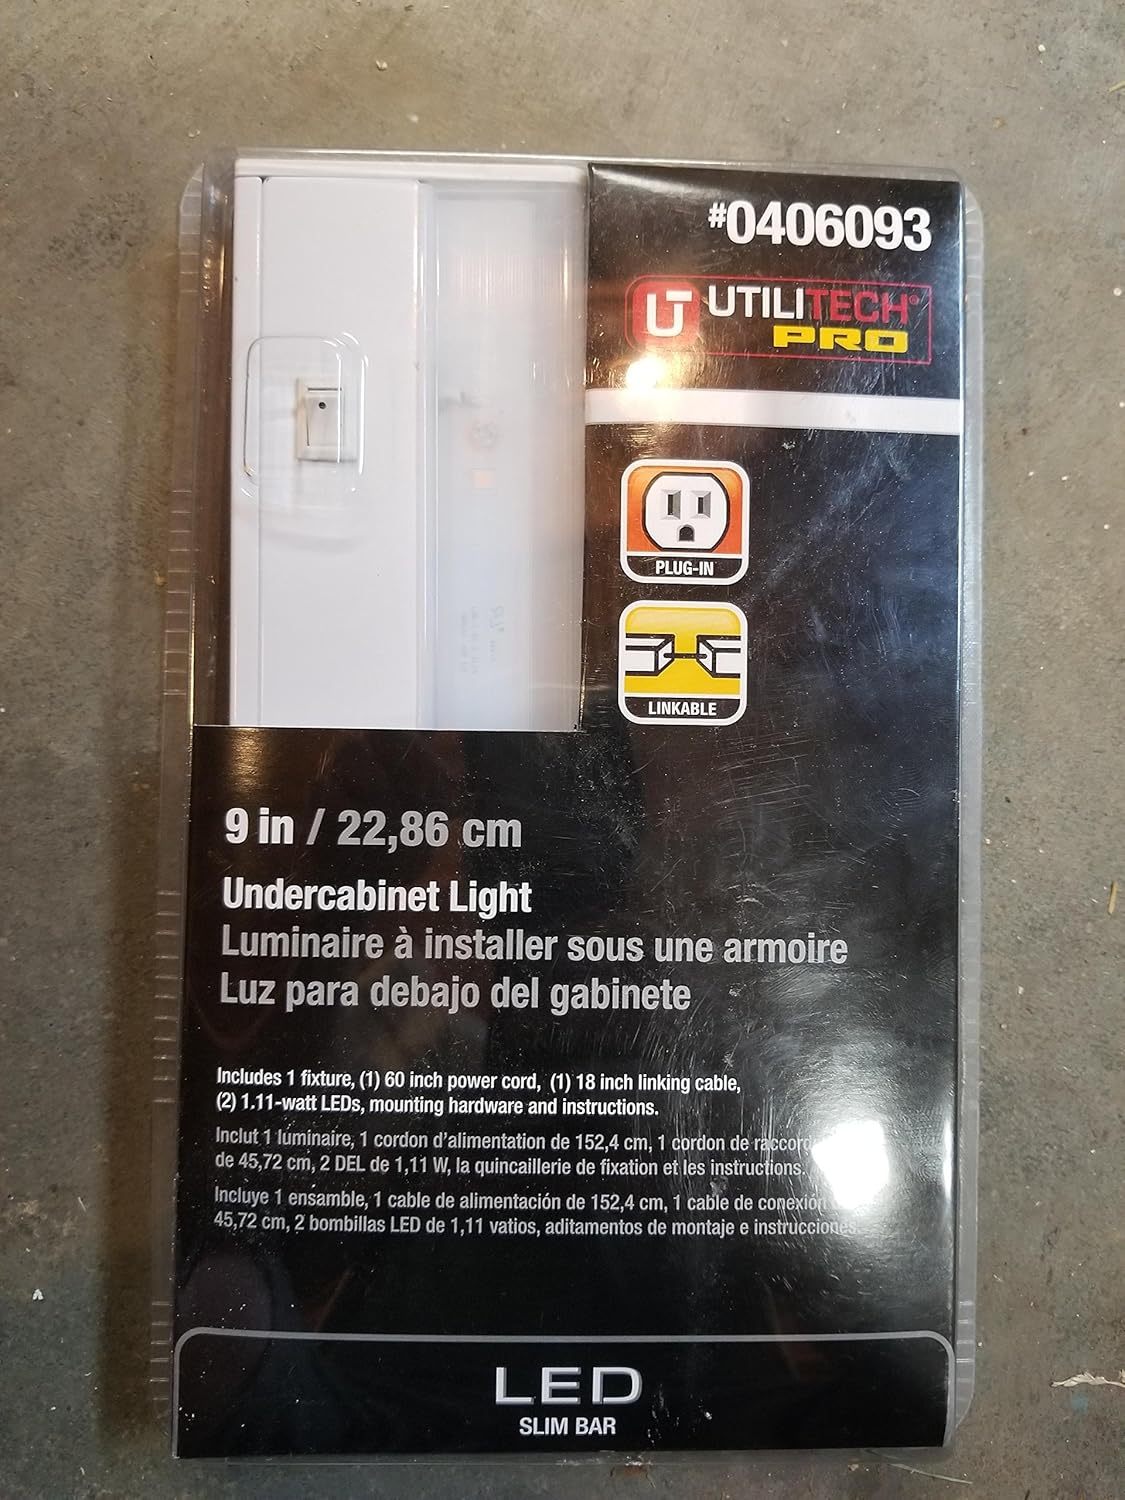 #0406093
UTILITECH®
PRO
PLUG-IN
LINKABLE
9 in / 22,86 cm
Undercabinet Light
Luminaire à installer sous une armoire
Luz para debajo del gabinete
Includes 1 fixture, (1) 60 inch power cord, (1) 18 inch linking cable,
(2) 1.11-watt LEDs, mounting hardware and instructions.
Inclut 1 luminaire, 1 cordon d'alimentation de 152,4 cm, 1 cordon de
de 45,72 cm, 2 DEL de 1,11 W, la quincaillerie de fixation et les instructions.
Incluye 1 ensamble, 1 cable de alimentación de 152,4 cm, 1 cable de conexión
45,72 cm, 2 bombillas LED de 1,11 vatios, aditamentos de montaje e instrucciones.
LED
SLIM BAR